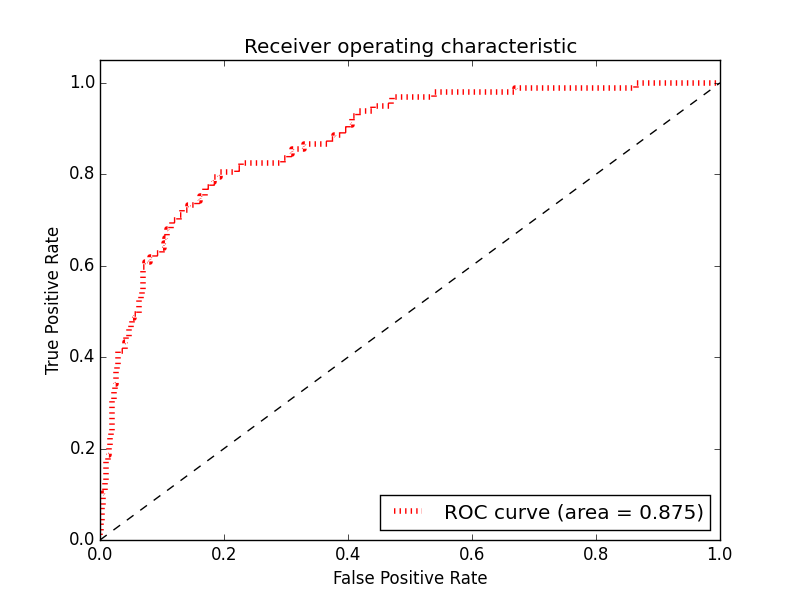 Receiver operating characteristic
1.0
0.8
0.6
0.4
0.2
0.0
True Positive Rate
ROC curve (area = 0.875)
0.0 0.2 0.4 0.6 0.8 1.0
False Positive Rate